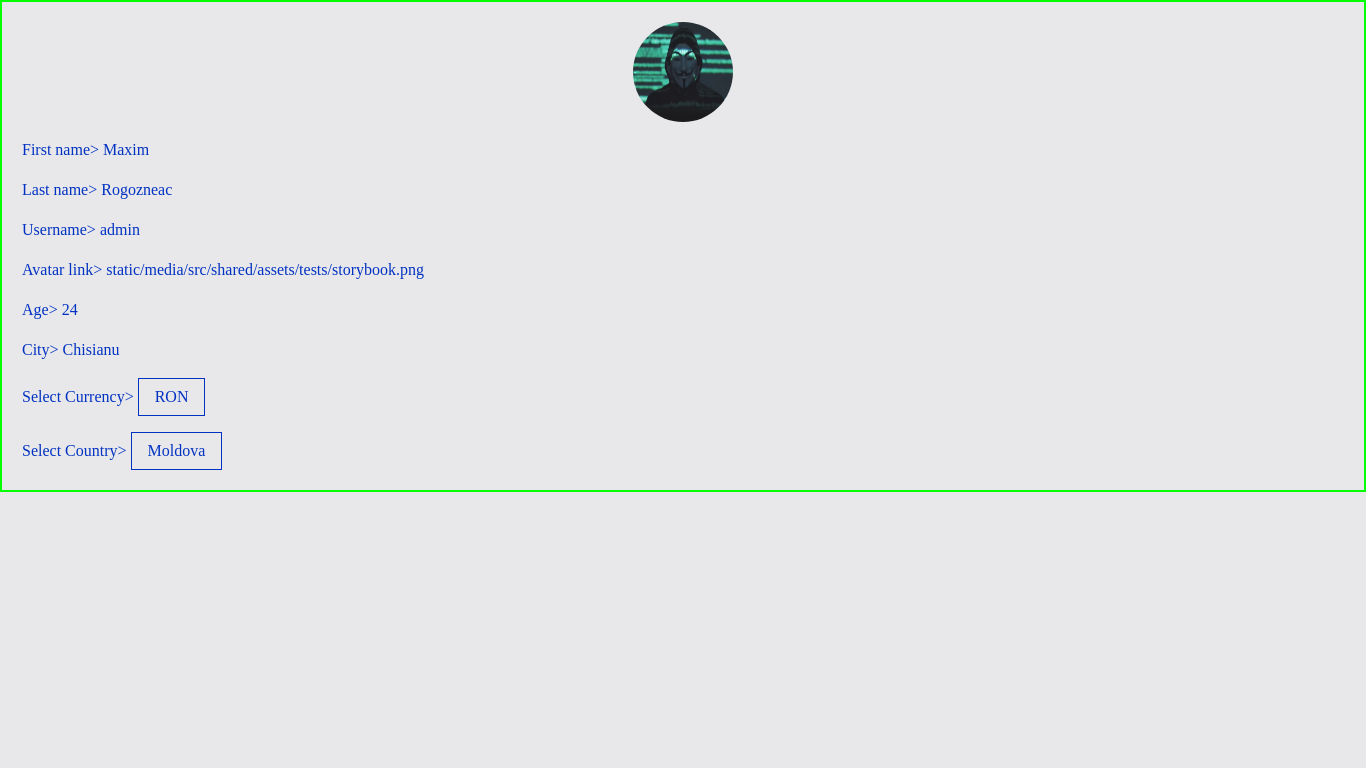 First name> Maxim
Last name> Rogozneac
Username> admin
Avatar link> static/media/src/shared/assets/tests/storybook.png
Age> 24
City> Chisianu
Select Currency> RON
Select Country> Moldova